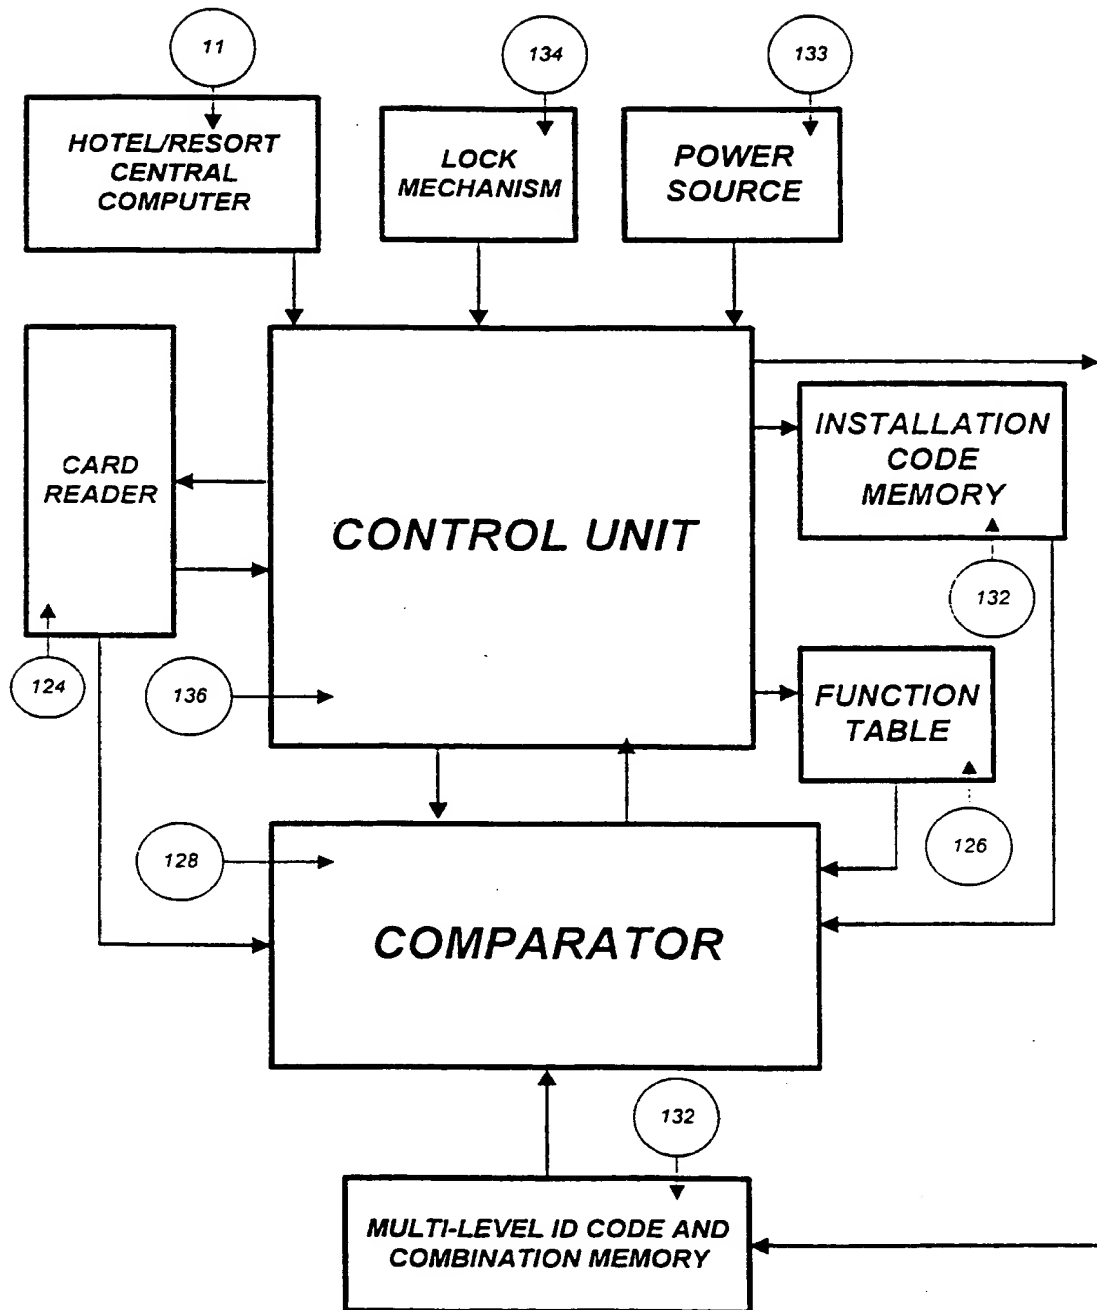 11
134
133
HOTEL/RESORT
CENTRAL
COMPUTER
LOCK
MECHANISM
POWER
SOURCE
CARD
READER
CONTROL UNIT
INSTALLATION
CODE
MEMORY
132
124
136
FUNCTION
TABLE
128
126
COMPARATOR
132
MULTI-LEVEL ID CODE AND
COMBINATION MEMORY